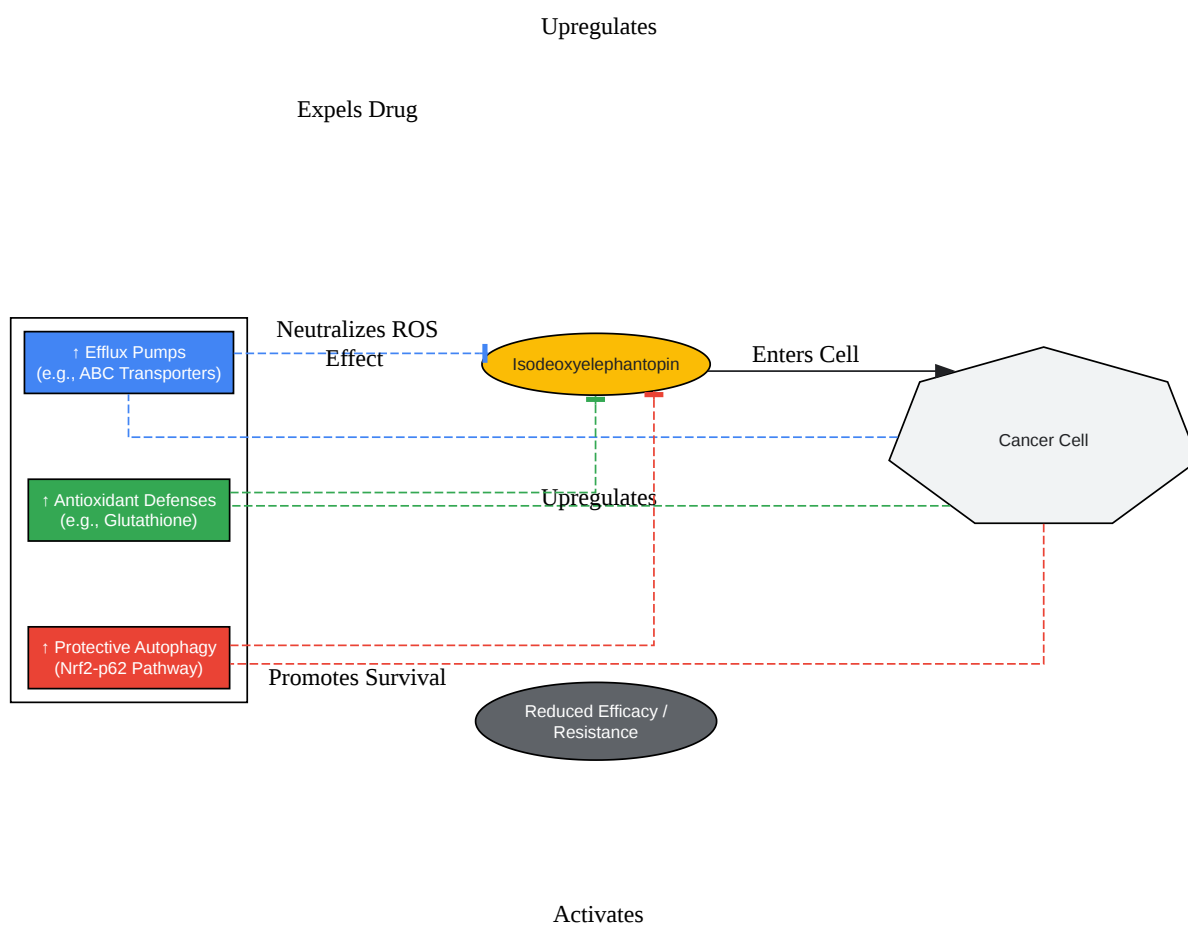 Upregulates
Expels Drug
Neutralizes ROS
Effect
↑ Efflux Pumps
(e.g., ABC Transporters)
Isodeoxyelephantopin
Enters Cell
Cancer Cell
↑ Antioxidant Defenses
(e.g., Glutathione)
Upregulates
↑ Protective Autophagy
(Nrf2-p62 Pathway)
Promotes Survival
Reduced Efficacy /
Resistance
Activates